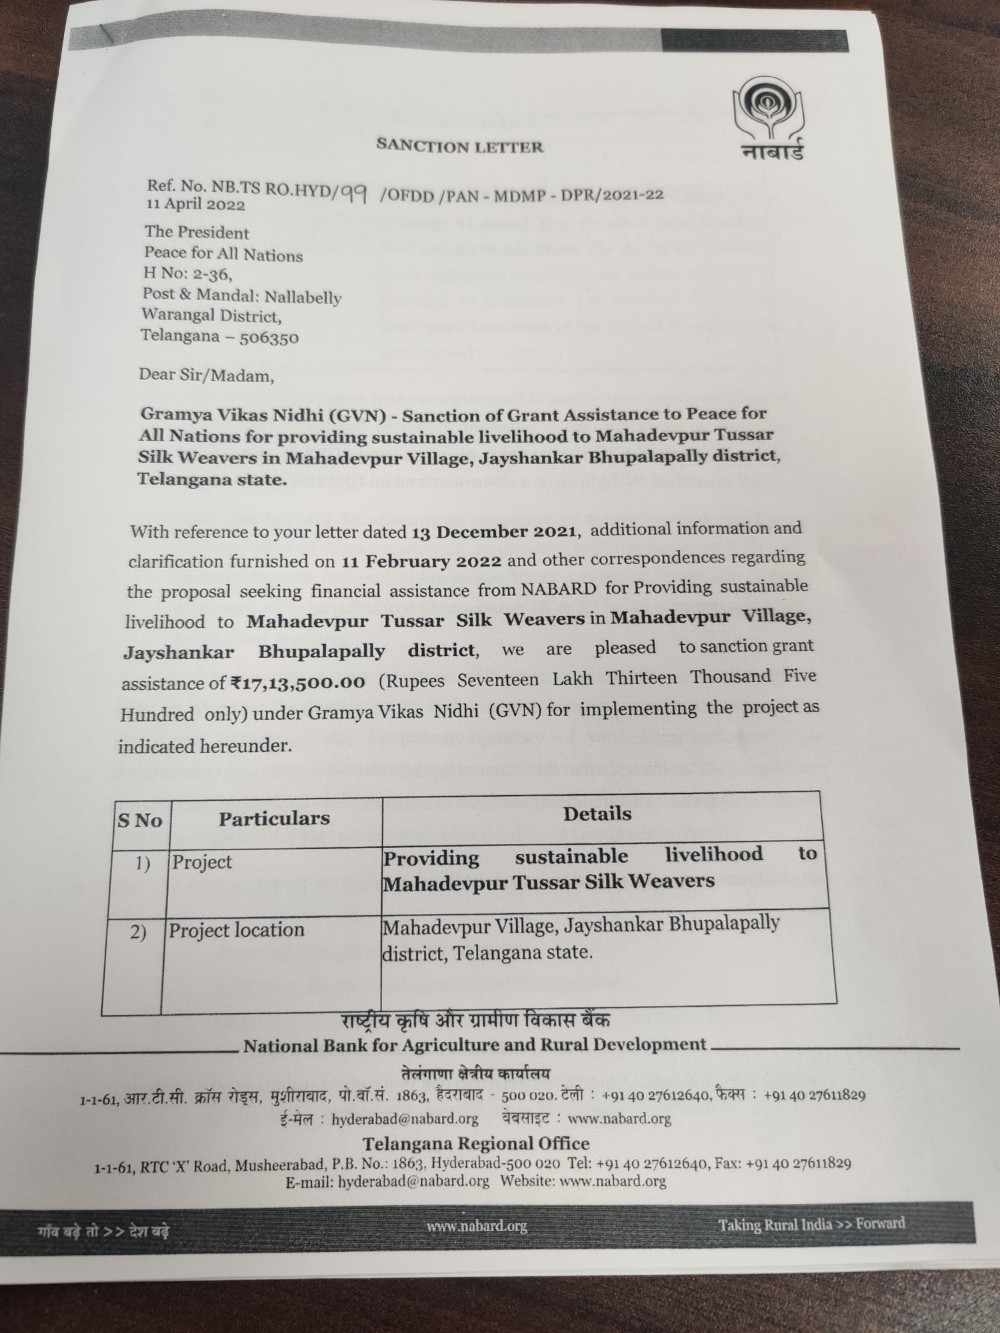 नाबार्ड
SANCTION LETTER
Ref. No. NB.TS RO.HYD/99 /OFDD /PAN - MDMP - DPR/2021-22
11 April 2022
The President
Peace for All Nations
H No: 2-36,
Post & Mandal: Nallabelly
Warangal District,
Telangana – 506350
Dear Sir/Madam,
Gramya Vikas Nidhi (GVN) - Sanction of Grant Assistance to Peace for
All Nations for providing sustainable livelihood to Mahadevpur Tussar
Silk Weavers in Mahadevpur Village, Jayshankar Bhupalapally district,
Telangana state.
With reference to your letter dated 13 December 2021, additional information and
clarification furnished on 11 February 2022 and other correspondences regarding
the proposal seeking financial assistance from NABARD for Providing sustainable
livelihood to Mahadevpur Tussar Silk Weavers in Mahadevpur Village,
Jayshankar Bhupalapally district, we are pleased to sanction grant
assistance of ₹17,13,500.00 (Rupees Seventeen Lakh Thirteen Thousand Five
Hundred only) under Gramya Vikas Nidhi (GVN) for implementing the project as
indicated hereunder.
S No Particulars Details
1) Project Providing sustainable livelihood to
Mahadevpur Tussar Silk Weavers
2) Project location Mahadevpur Village, Jayshankar Bhupalapally
district, Telangana state.
राष्ट्रीय कृषि और ग्रामीण विकास बैंक
National Bank for Agriculture and Rural Development
तेलंगाणा क्षेत्रीय कार्यालय
1-1-61, आर.टी.सी. क्रॉस रोड्स, मुशीराबाद, पो.बॉ.सं. 1863, हैदराबाद - 500 020. टेली : +91 40 27612640, फैक्स : +91 40 27611829
ई-मेल : hyderabad@nabard.org वेबसाइट : www.nabard.org
Telangana Regional Office
1-1-61, RTC 'X' Road, Musheerabad, P.B. No.: 1863, Hyderabad-500 020 Tel: +91 40 27612640, Fax: +91 40 27611829
E-mail: hyderabad@nabard.org Website: www.nabard.org
गाँव बढ़े तो >> देश बढ़े www.nabard.org Taking Rural India >> Forward